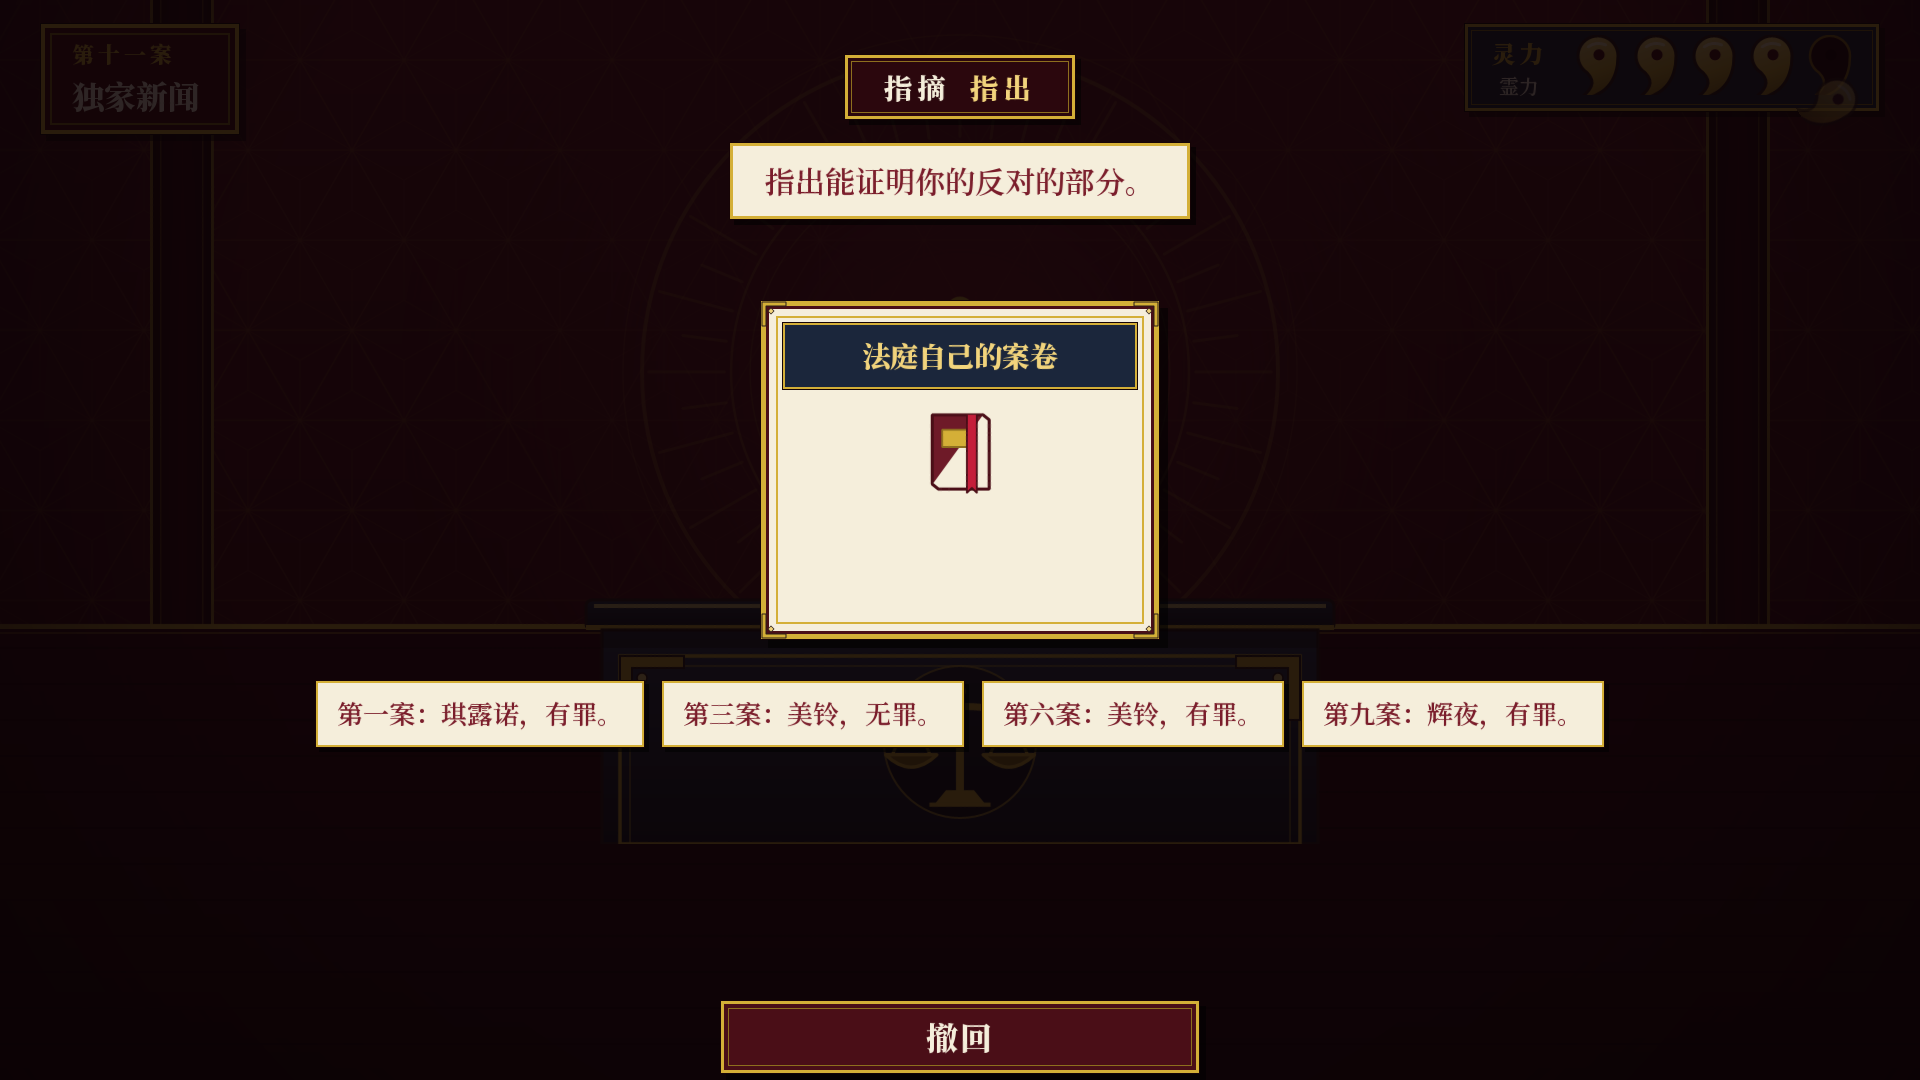 第十一案
独家新闻
指摘 指出
灵力
霊力
指出能证明你的反对的部分。
法庭自己的案卷
第一案：琪露诺，有罪。
第三案：美铃，无罪。
第六案：美铃，有罪。
第九案：辉夜，有罪。
撤回